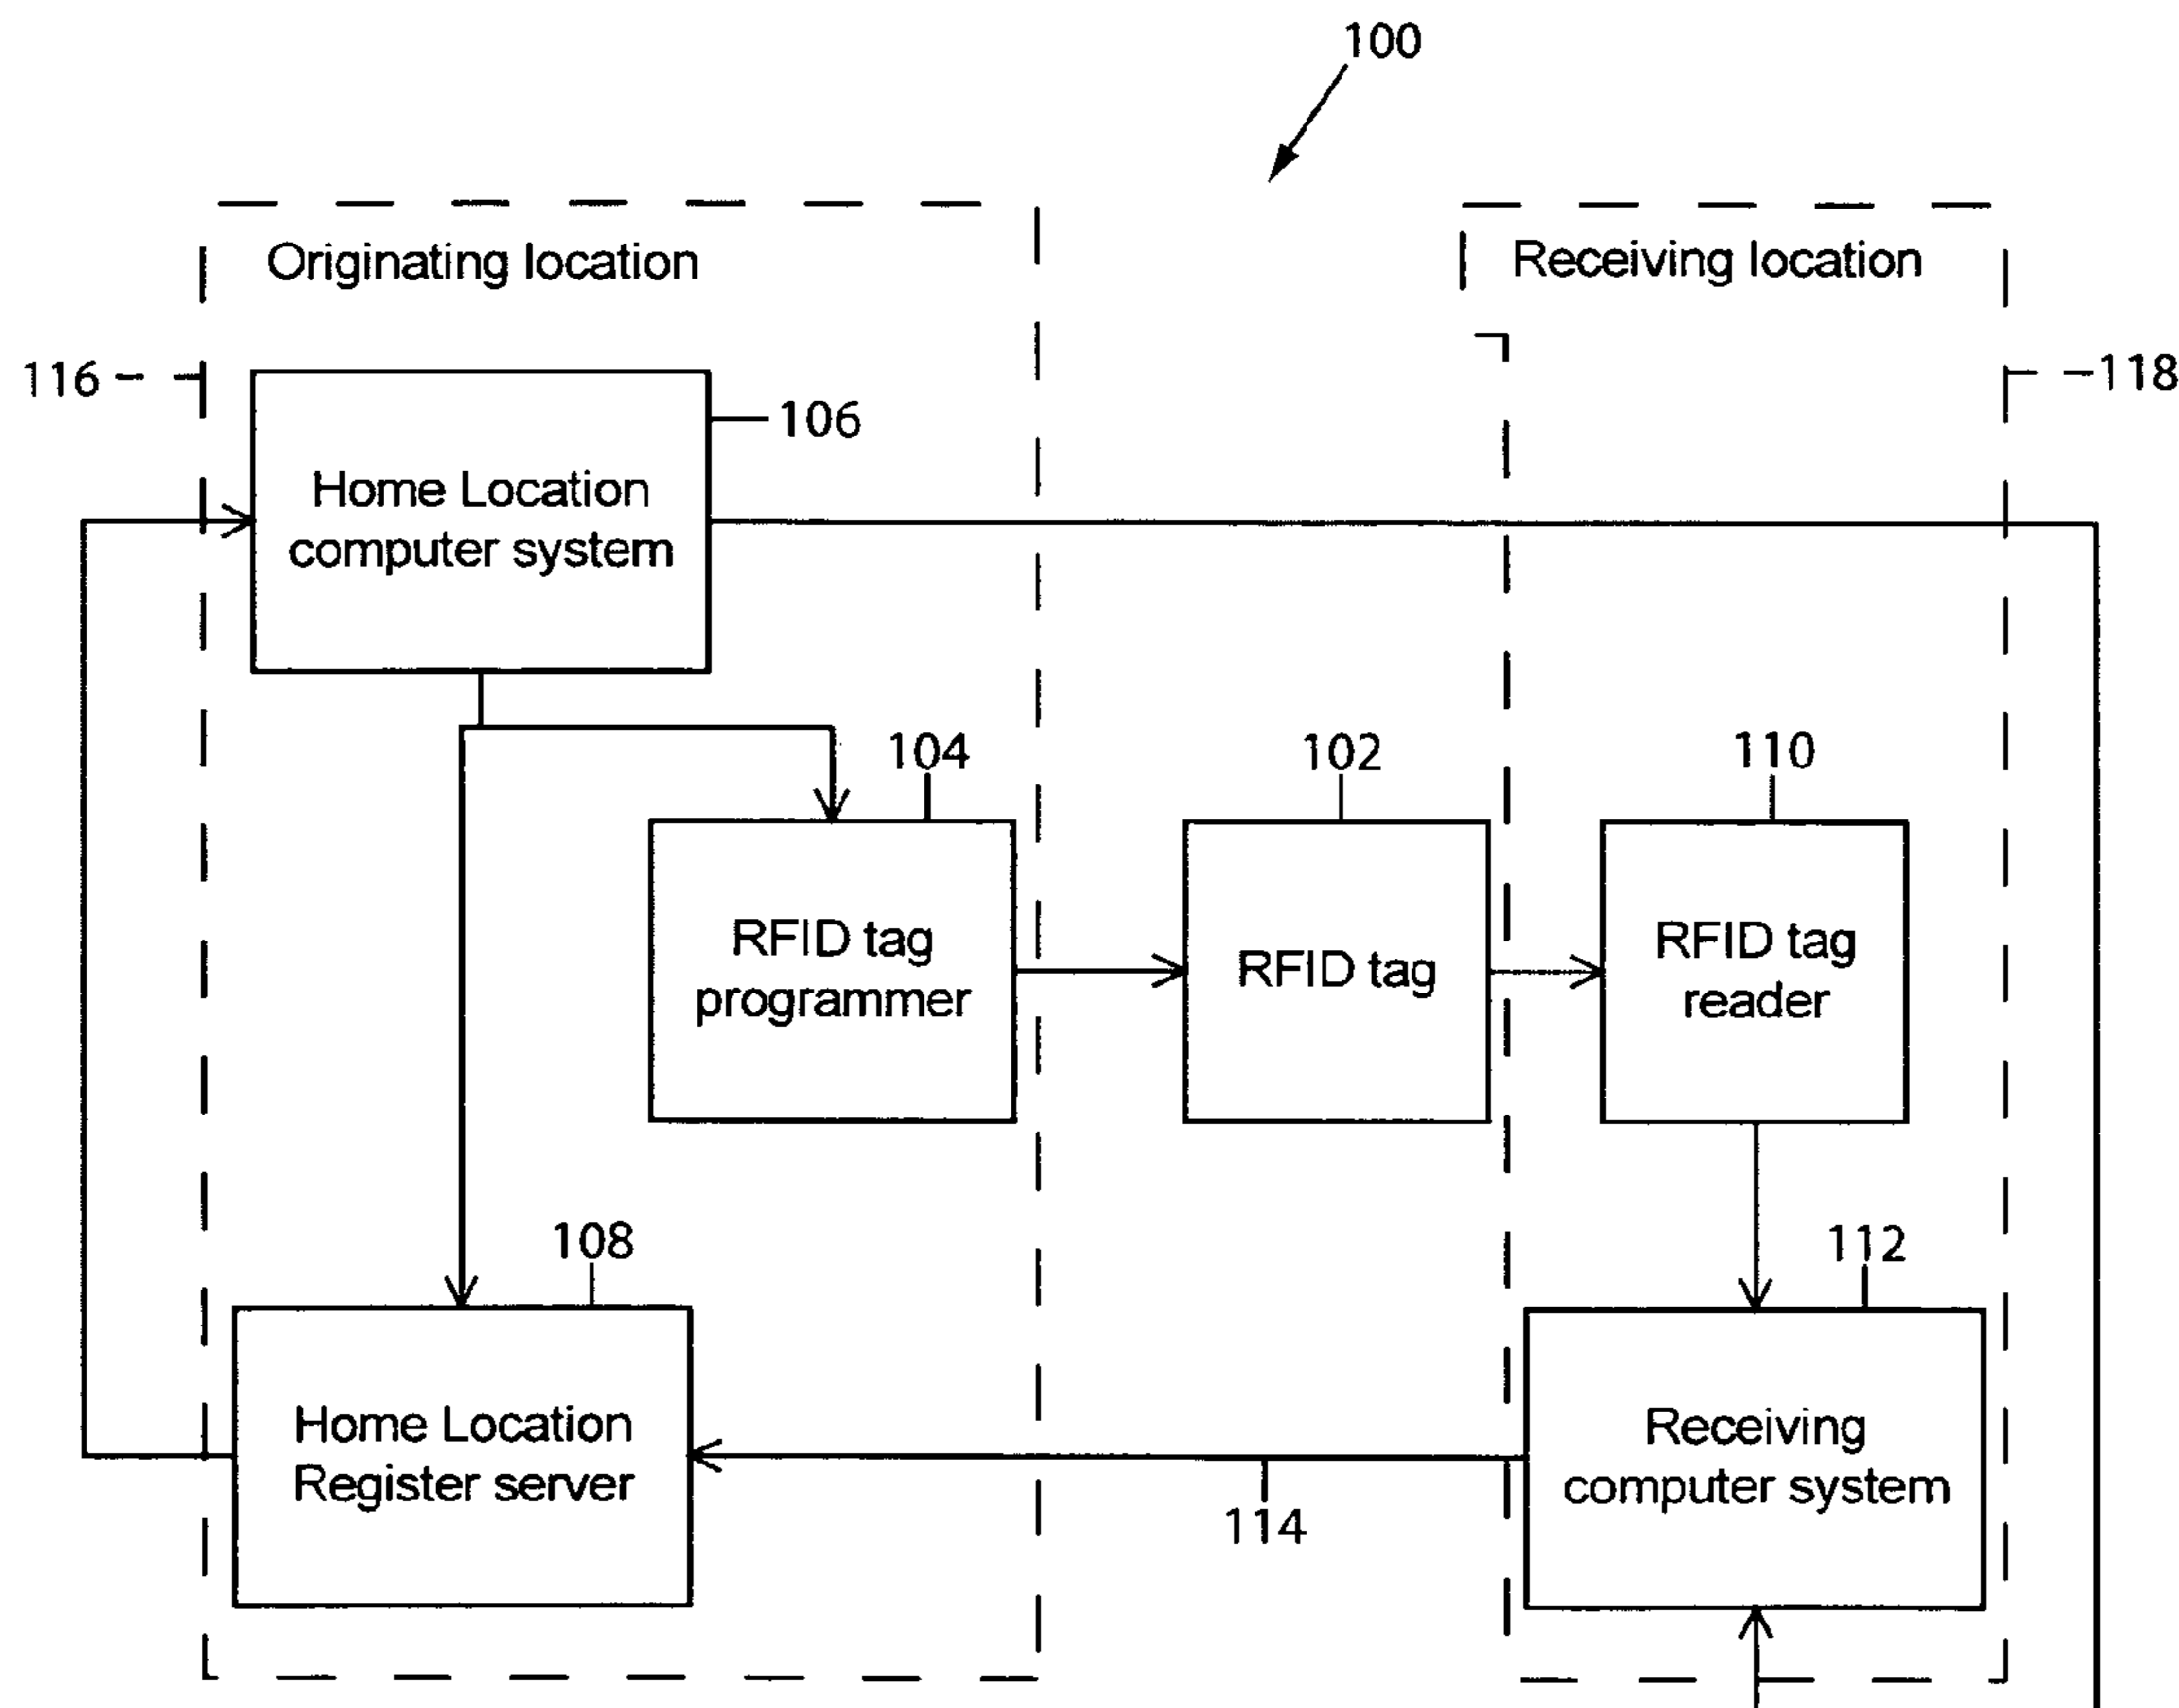 100
Originating location
Receiving location
116
118
106
Home Location
computer system
104
102
110
RFID tag
programmer
RFID tag
RFID tag
reader
108
112
Home Location
Register server
Receiving
computer system
114